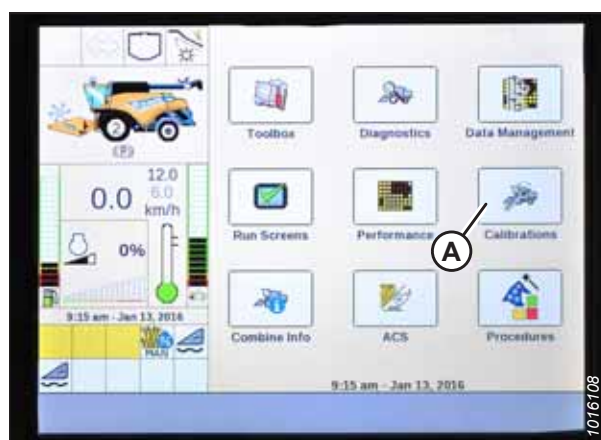 Toolbox
Diagnostics
Data Management
2
(P)
12.0
0.0
6.0
km/h
Run Screens
Performance
Calibrations
A
0%
9:15 am - Jan 13, 2016
MAN
Combine Info
ACS
Procedures
9:15 am - Jan 13, 2016
1016108